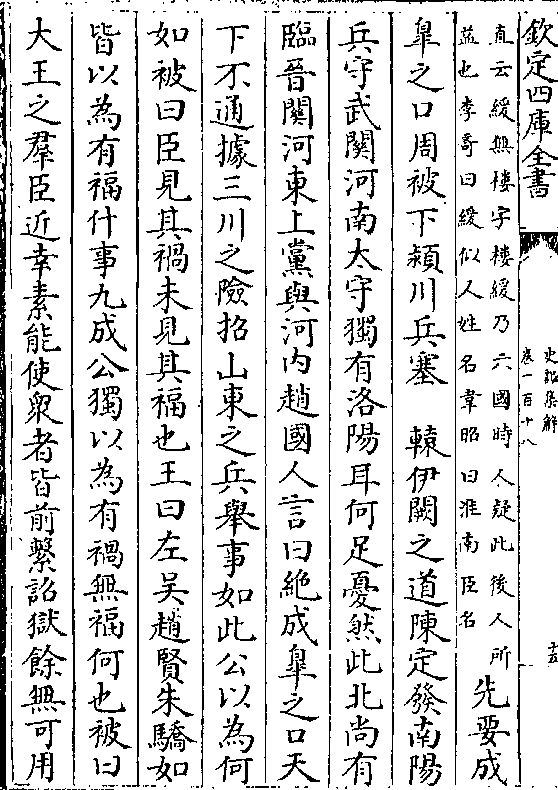 欽定四庫全書
史記集解
卷一百十八
十五
直云緩無樓字樓緩乃六國時人疑此後人所
益也李奇曰緩似人姓名韋昭曰淮南臣名
先要成
皐之口周被下潁川兵塞 轅伊闕之道陳定發南陽
兵守武關河南太守獨有洛陽耳何足憂然此北尚有
臨晉關河東上黨與河内趙國人言曰絶成臯之口天
下不通據三川之險招山東之兵舉事如此公以為何
如被曰臣見其禍未見其福也王曰左吳趙賢朱驕如
皆以為有福什事九成公獨以為有禍無福何也被曰
大王之羣臣近幸素能使衆者皆前繫詔獄餘無可用